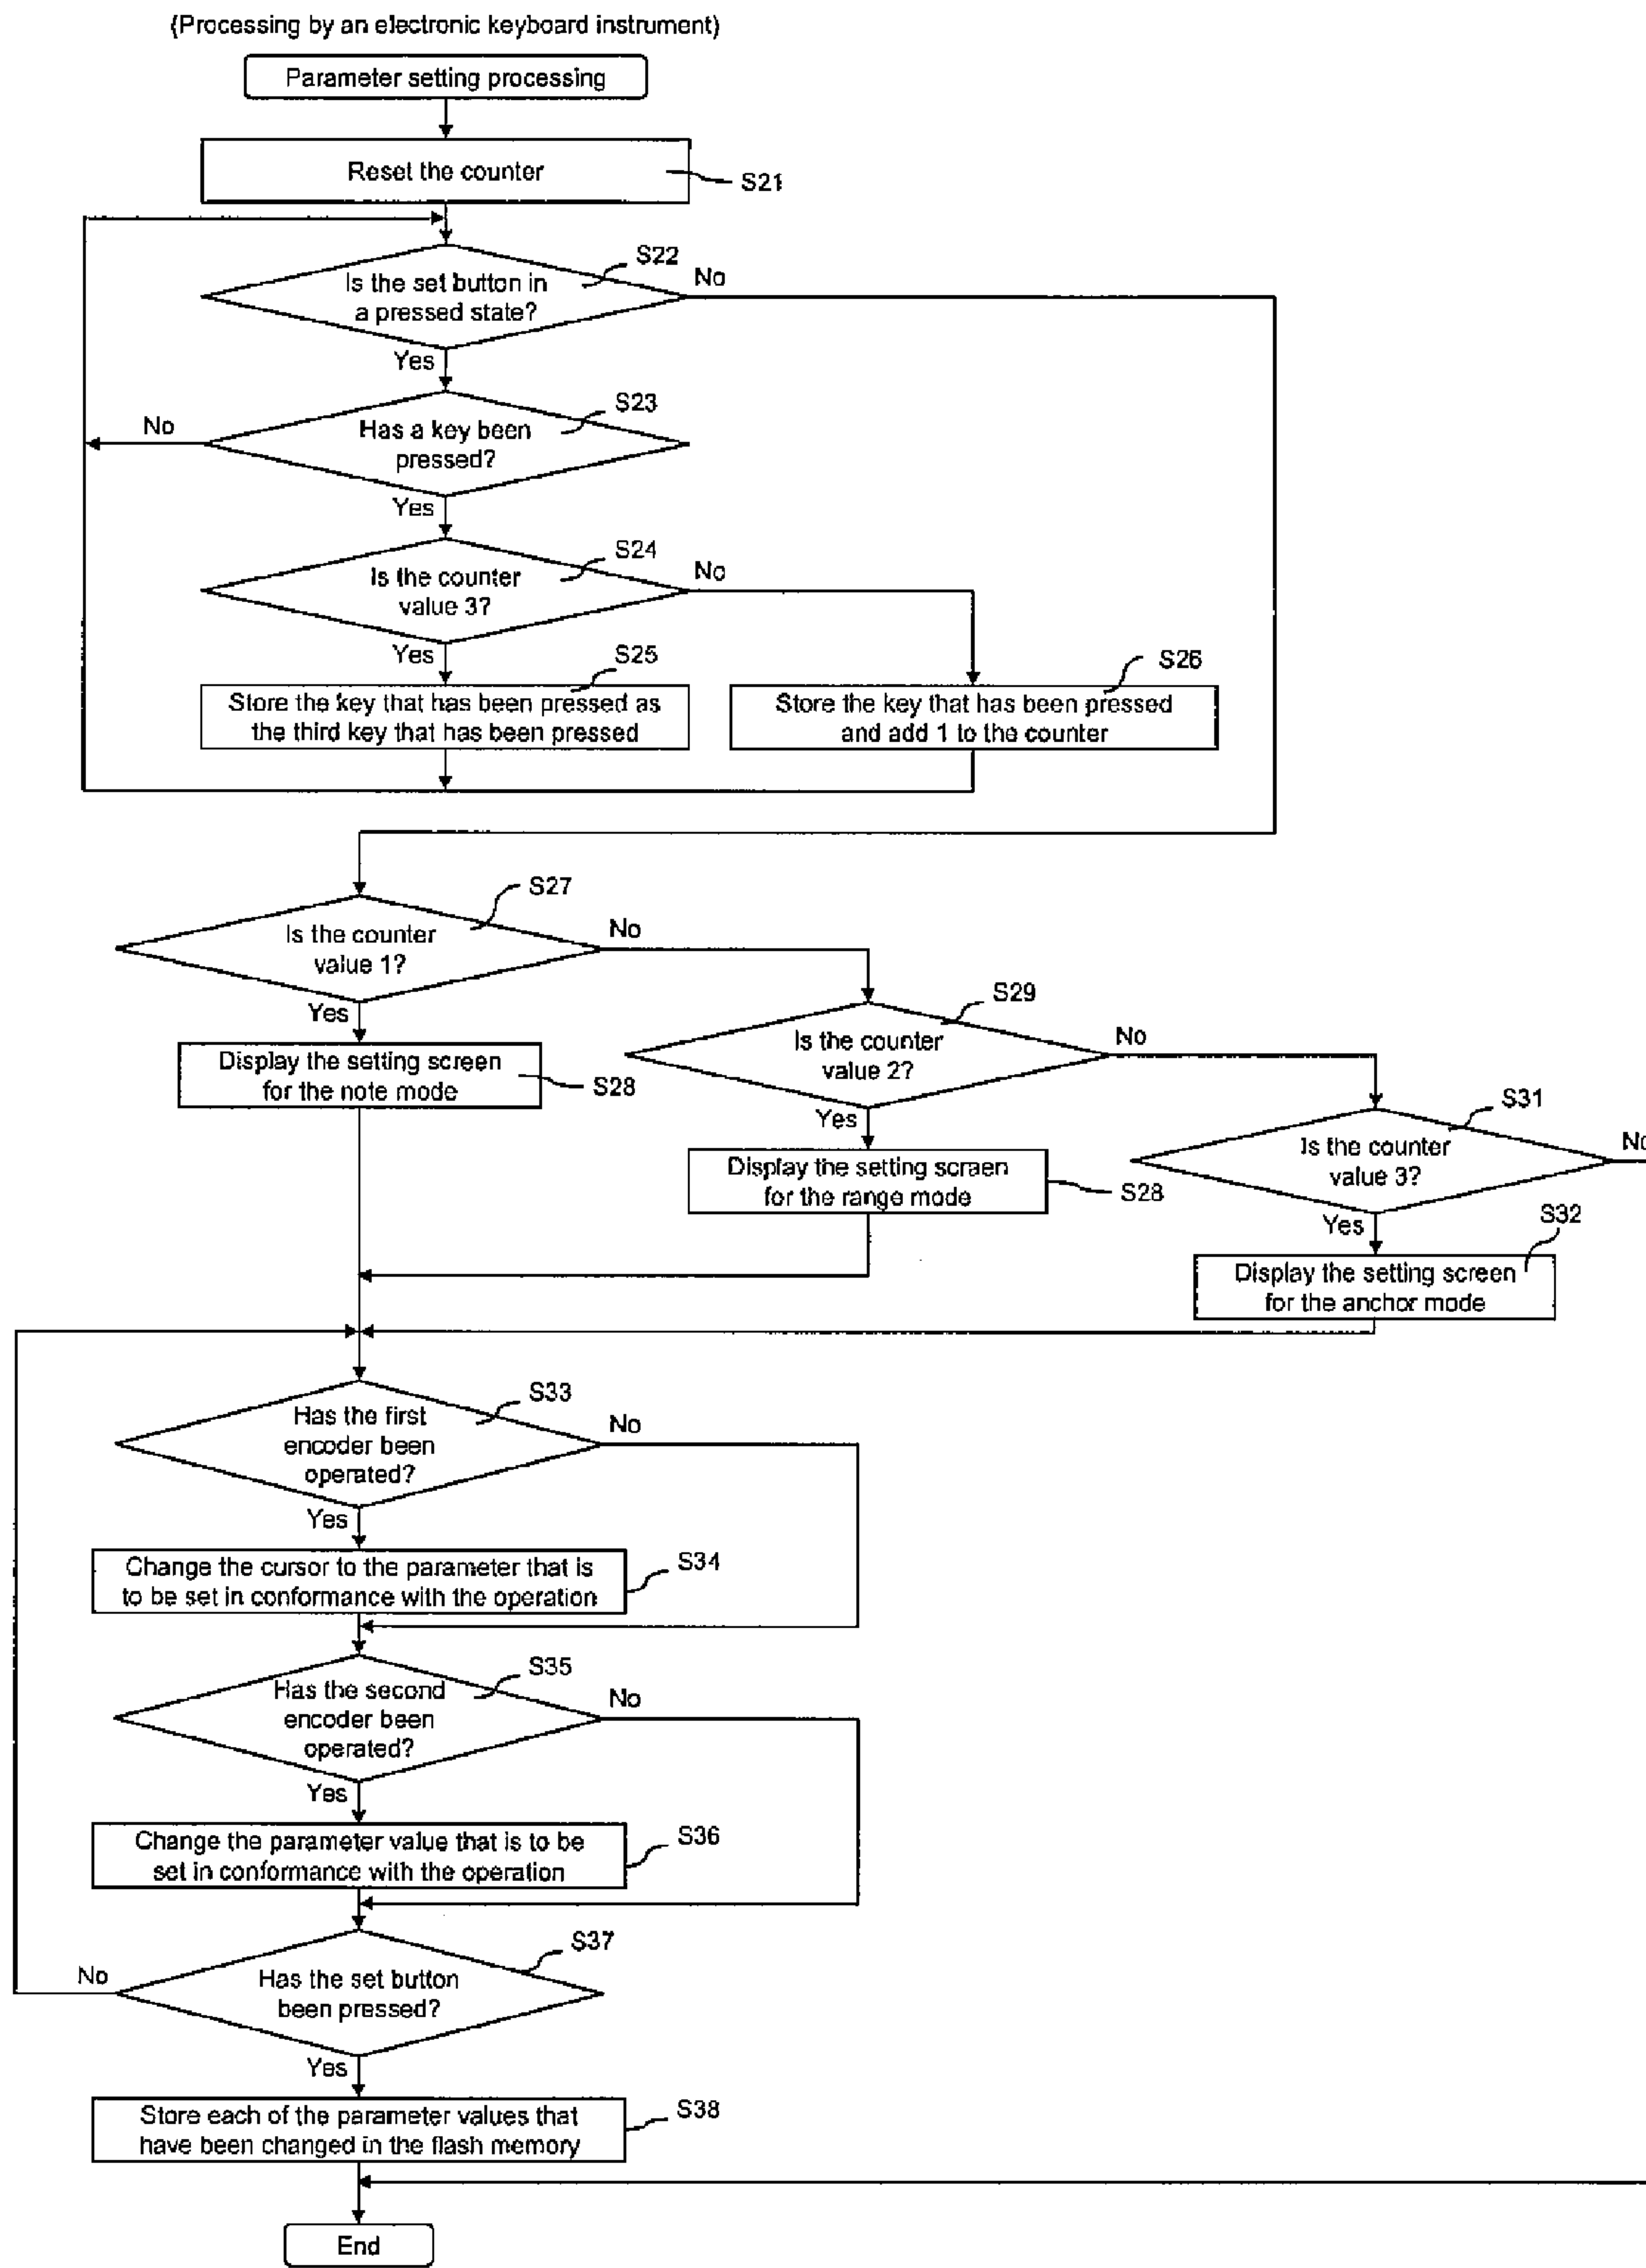 (Processing by an electronic keyboard instrument)
Parameter setting processing
Reset the counter
S21
S22
Is the set button in
a pressed state?
No
Yes
S23
Has a key been
pressed?
No
Yes
S24
Is the counter
value 3?
No
Yes
S25
Store the key that has been pressed as
the third key that has been pressed
S26
Store the key that has been pressed
and add 1 to the counter
S27
Is the counter
value 1?
No
Yes
Display the setting screen
for the note mode
S28
S29
Is the counter
value 2?
No
Yes
Display the setting screen
for the range mode
S28
S31
Is the counter
value 3?
No
Yes
S32
Display the setting screen
for the anchor mode
S33
Has the first
encoder been
operated?
No
Yes
Change the cursor to the parameter that is
to be set in conformance with the operation
S34
S35
Has the second
encoder been
operated?
No
Yes
Change the parameter value that is to be
set in conformance with the operation
S36
S37
Has the set button
been pressed?
No
Yes
Store each of the parameter values that
have been changed in the flash memory
S38
End